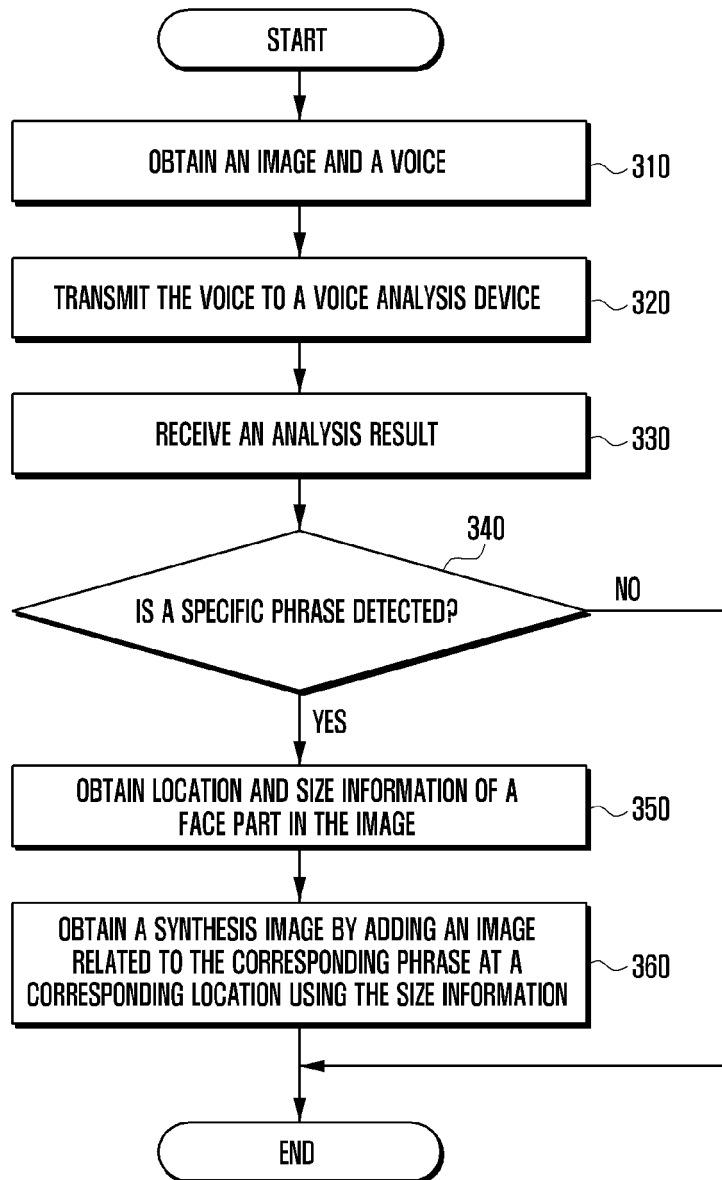 START
OBTAIN AN IMAGE AND A VOICE
310
TRANSMIT THE VOICE TO A VOICE ANALYSIS DEVICE
320
RECEIVE AN ANALYSIS RESULT
330
340
IS A SPECIFIC PHRASE DETECTED?
NO
YES
OBTAIN LOCATION AND SIZE INFORMATION OF A
FACE PART IN THE IMAGE
350
OBTAIN A SYNTHESIS IMAGE BY ADDING AN IMAGE
RELATED TO THE CORRESPONDING PHRASE AT A
CORRESPONDING LOCATION USING THE SIZE INFORMATION
360
END